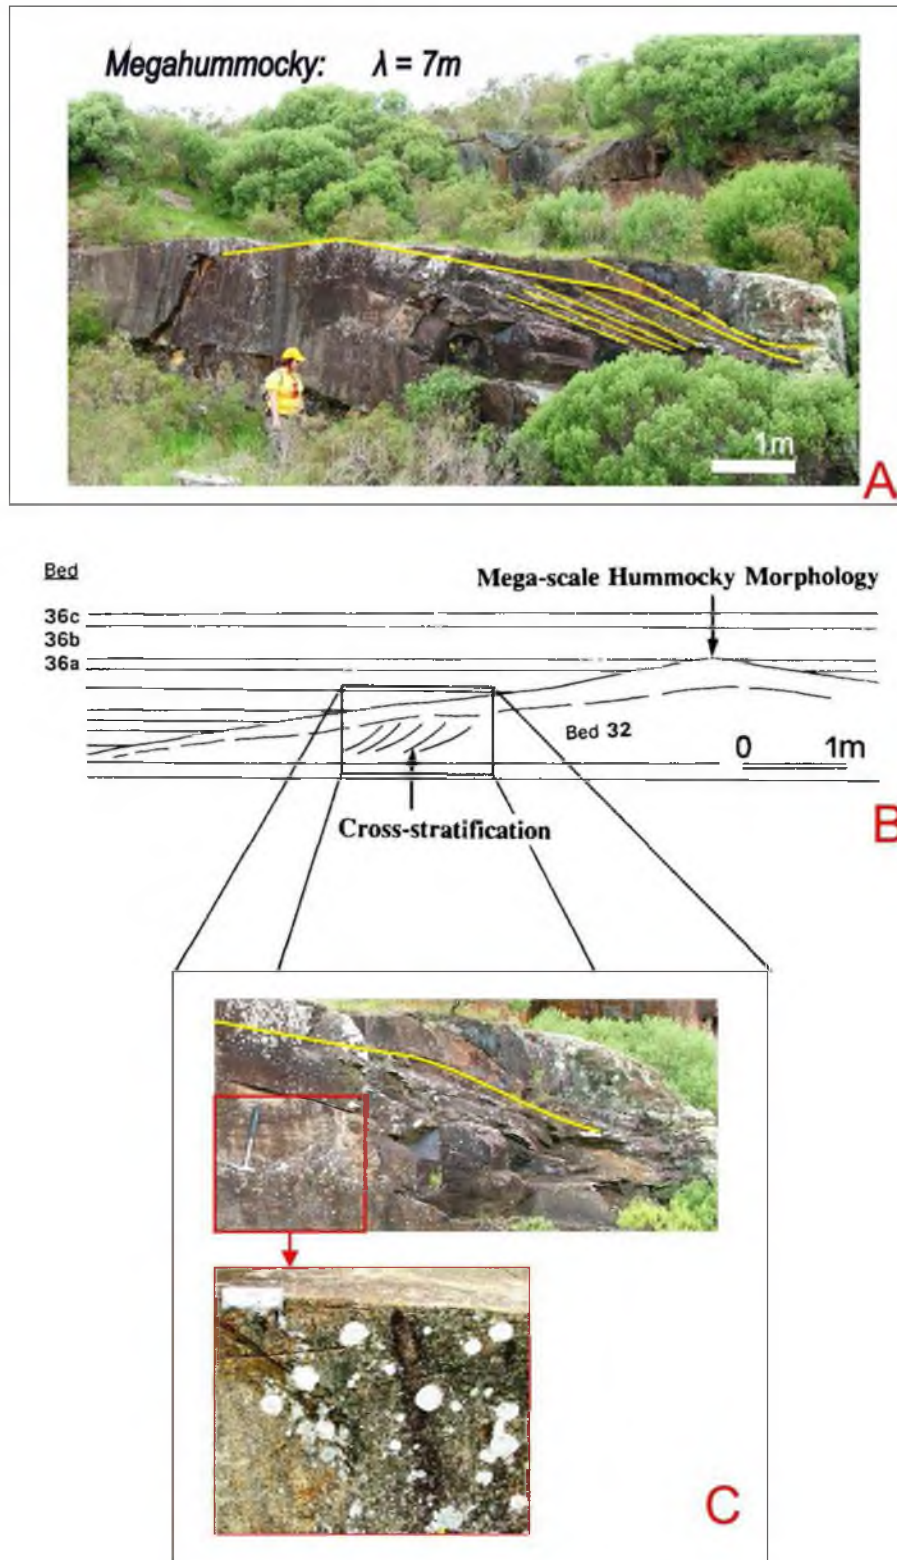 Megahummocky: λ = 7m
1m
A
Bed
Mega-scale Hummocky Morphology
36c
36b
36a
Bed 32
0 1m
B
Cross-stratification
C